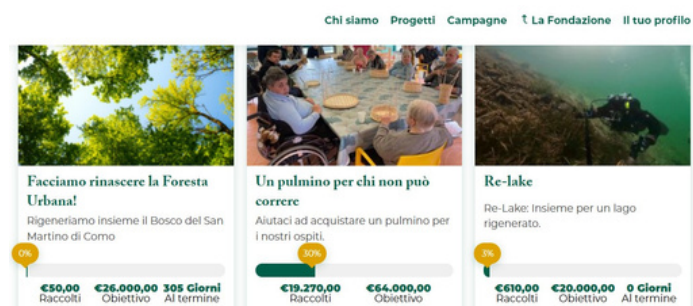 Chi siamo Progetti Campagne La Fondazione Il tuo profilo
Facciamo rinascere la Foresta
Urbana!
Rigeneriamo insieme il Bosco del San
Martino di Como
0%
€50,00 €26.000,00 305 Giorni
Raccolti Obiettivo Al termine
Un pulmino per chi non può
correre
Aiutaci ad acquistare un pulmino per
i nostri ospiti.
30%
€19.270,00 €64.000,00
Raccolti Obiettivo
Re-lake
Re-Lake: Insieme per un lago
rigenerato.
3%
€610,00 €20.000,00 0 Giorni
Raccolti Obiettivo Al termine